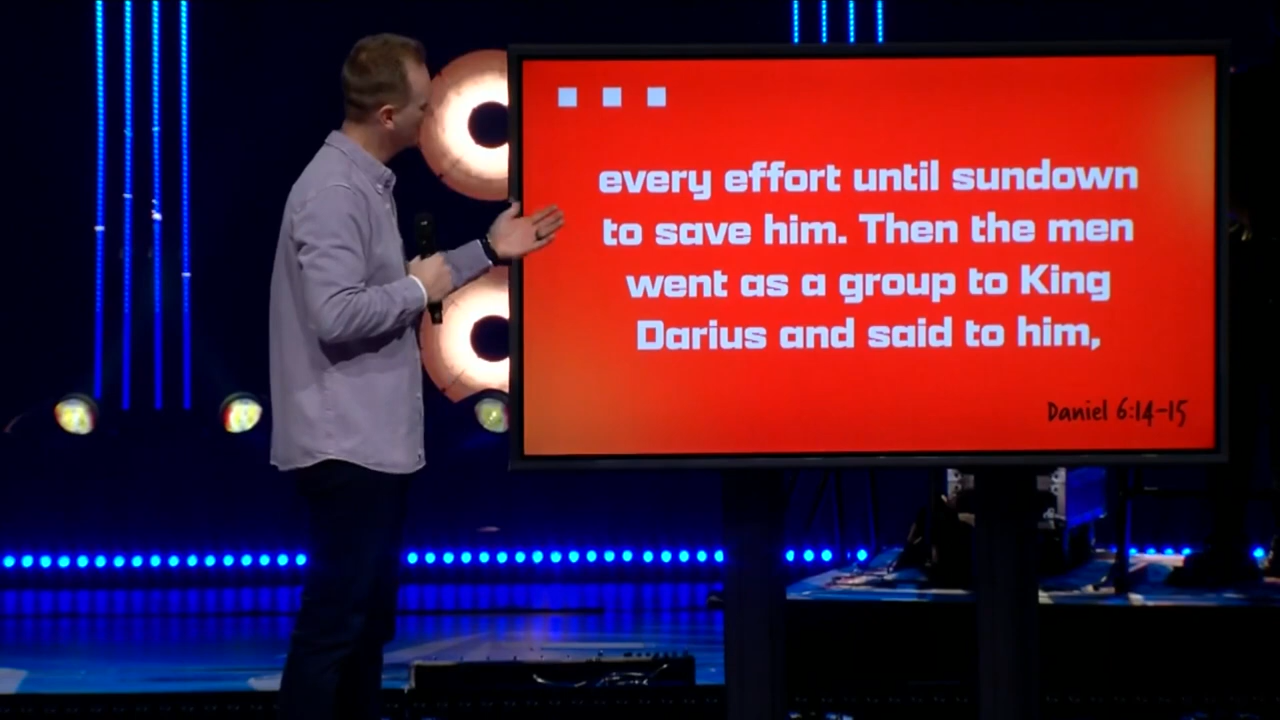 every effort until sundown
to save him. Then the men
went as a group to King
Darius and said to him,
Daniel 6:14-15